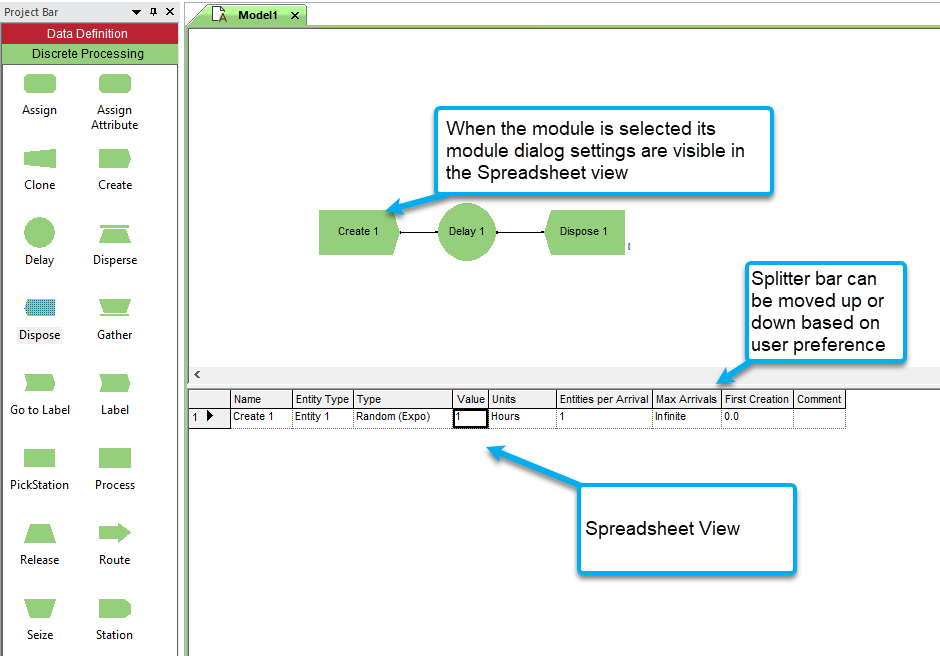 Project Bar
Data Definition
Discrete Processing
Assign
Assign
Attribute
Clone
Create
Delay
Disperse
Dispose
Gather
Go to Label
Label
PickStation
Process
Release
Route
Seize
Station
Model1
When the module is selected its
module dialog settings are visible in
the Spreadsheet view
Create 1
Delay 1
Dispose 1
Splitter bar can
be moved up or
down based on
user preference
Name Entity Type Type Value Units Entities per Arrival Max Arrivals First Creation Comment
1 Create 1 Entity 1 Random (Expo) 1 Hours 1 Infinite 0.0
Spreadsheet View